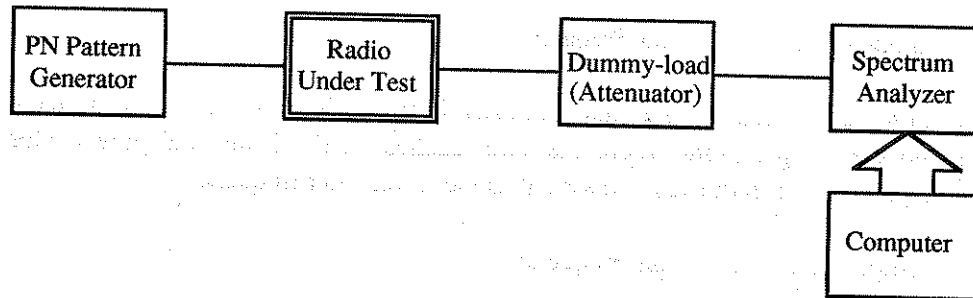 PN Pattern
Generator
Radio
Under Test
Dummy-load
(Attenuator)
Spectrum
Analyzer
Computer